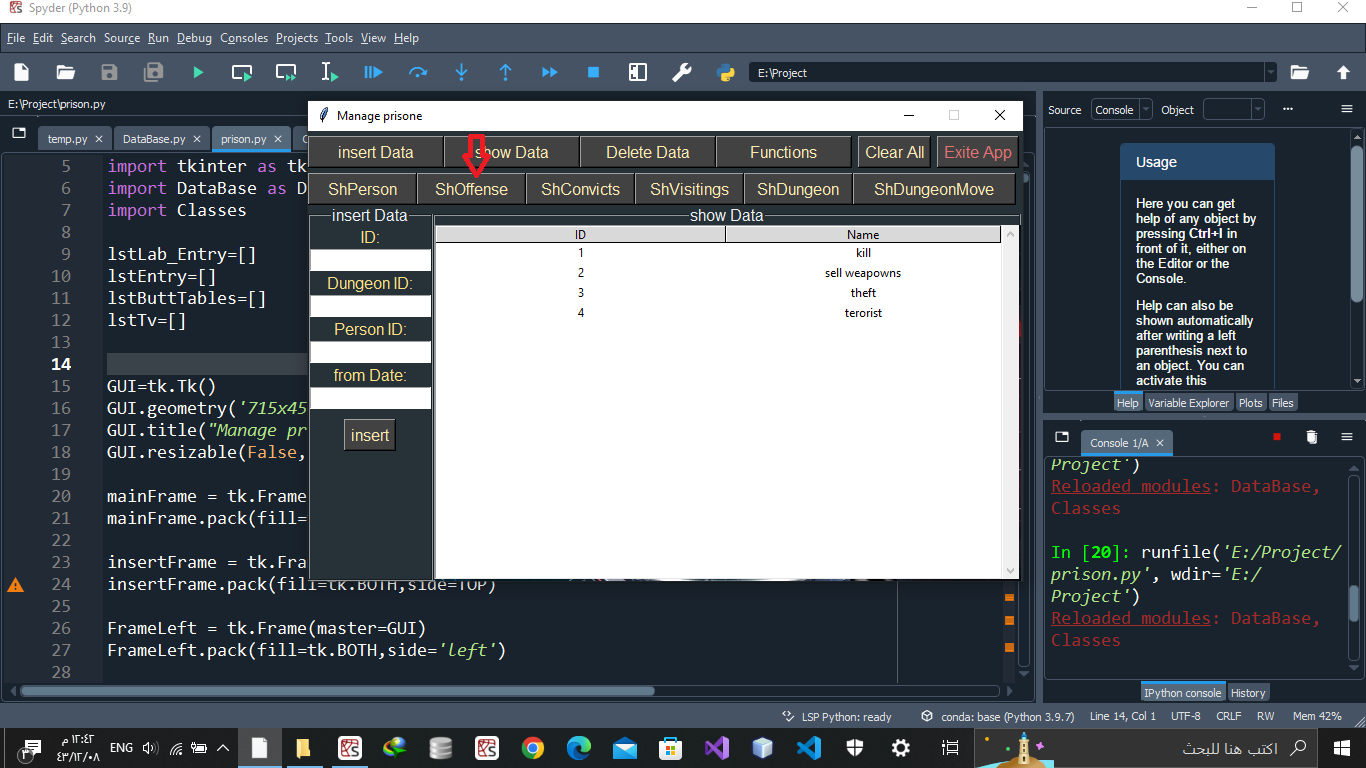 Spyder (Python 3.9)
File Edit Search Source Run Debug Consoles Projects Tools View Help
E:\Project
E:\Project\prison.py
temp.py
DataBase.py
prison.py
5 import tkinter as tk
6 import DataBase as D
7 import Classes
8
9 lstLab_Entry=[]
10 lstEntry=[]
11 lstButtTables=[]
12 lstTv=[]
13
14
15 GUI=tk.Tk()
16 GUI.geometry('715x45
17 GUI.title("Manage pr
18 GUI.resizable(False,
19
20 mainFrame = tk.Frame
21 mainFrame.pack(fill=
22
23 insertFrame = tk.Fra
24 insertFrame.pack(fill=tk.BOTH,side=TOP)
25
26 FrameLeft = tk.Frame(master=GUI)
27 FrameLeft.pack(fill=tk.BOTH,side='left')
28
Manage prisone
insert Data
show Data
Delete Data
Functions
Clear All
Exite App
ShPerson
ShOffense
ShConvicts
ShVisitings
ShDungeon
ShDungeonMove
insert Data
ID:
Dungeon ID:
Person ID:
from Date:
insert
show Data
ID Name
1 kill
2 sell weapowns
3 theft
4 terorist
Source Console Object
Usage
Here you can get
help of any object by
pressing Ctrl+I in
front of it, either on
the Editor or the
Console.
Help can also be
shown automatically
after writing a left
parenthesis next to
an object. You can
activate this
Help Variable Explorer Plots Files
Console 1/A
Project')
Reloaded modules: DataBase,
Classes
In [20]: runfile('E:/Project/
prison.py', wdir='E:/
Project')
Reloaded modules: DataBase,
Classes
IPython console History
LSP Python: ready
conda: base (Python 3.9.7)
Line 14, Col 1
UTF-8
CRLF
RW
Mem 42%
٣
١٢:٤٢ م
٤٣/١٢/٠٨
ENG
اكتب هنا للبحث